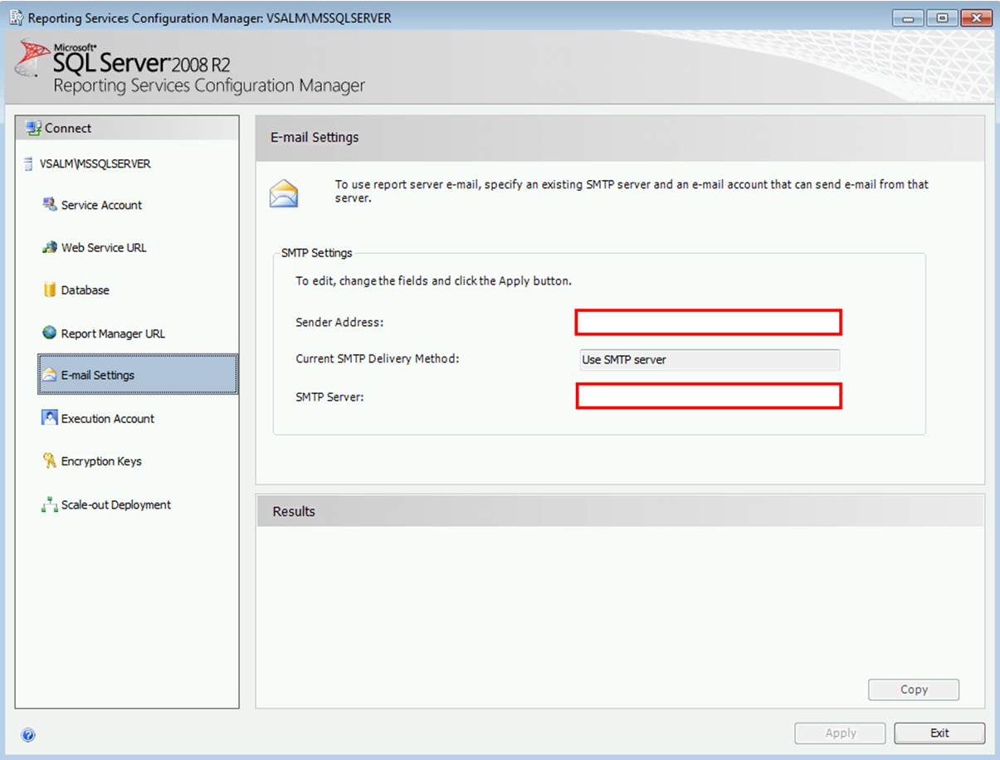 Reporting Services Configuration Manager: VSALM\MSSQLSERVER
Microsoft®
SQL Server® 2008 R2
Reporting Services Configuration Manager
Connect
VSALM\MSSQLSERVER
Service Account
Web Service URL
Database
Report Manager URL
E-mail Settings
Execution Account
Encryption Keys
Scale-out Deployment
E-mail Settings
To use report server e-mail, specify an existing SMTP server and an e-mail account that can send e-mail from that
server.
SMTP Settings
To edit, change the fields and click the Apply button.
Sender Address:
Current SMTP Delivery Method:
Use SMTP server
SMTP Server:
Results
Copy
Apply
Exit